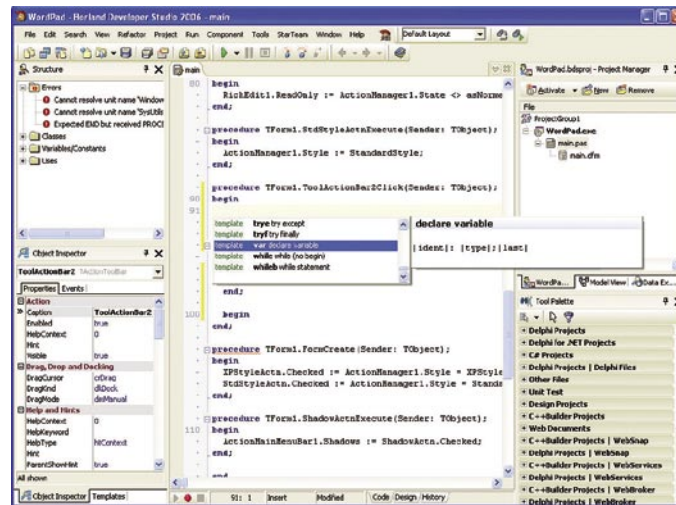 WordPad - Borland Developer Studio 2006 - main
File Edit Search View Refactor Project Run Component Tools StarTeam Window Help
Default Layout
Structure
Errors
Cannot resolve unit name 'Window
Cannot resolve unit name 'SysUtils
Expected END but received PROCE
Classes
Variables/Constants
Uses
Object Inspector
ToolActionBar2 TActionToolBar
Properties Events
Action
Caption ToolActionBar2
Enabled true
HelpContext 0
Hint
Visible true
Drag, Drop and Docking
DragCursor crDrag
DragKind dkDock
DragMode dmManual
Help and Hints
HelpContext 0
HelpKeyword
HelpType htContext
Hint
ParentShowHint true
All shown
Object Inspector Templates
main
80 begin
RichEdit1.ReadOnly := ActionManager1.State <> asNorma
end;
procedure TForm1.StdStyleActnExecute(Sender: TObject);
begin
ActionManager1.Style := StandardStyle;
end;
procedure TForm1.ToolActionBar2Click(Sender: TObject);
90 begin
91
template trye try except
template tryf try finally
template var declare variable
template while while (no begin)
template whileb while statement
declare variable
|ident|: |type|;|last|
end;
100 begin
end;
procedure TForm1.FormCreate(Sender: TObject);
begin
XPStyleActn.Checked := ActionManager1.Style = XPStyle
StdStyleActn.Checked := ActionManager1.Style = Standa
end;
procedure TForm1.ShadowActnExecute(Sender: TObject);
110 begin
ActionMainMenuBar1.Shadows := ShadowActn.Checked;
end;
91: 1 Insert Modified Code Design History
WordPad.bdsproj - Project Manager
Activate New Remove
File
ProjectGroup1
WordPad.exe
main.pas
main.dfm
WordPa... Model View Data Ex...
Tool Palette
Delphi Projects
Delphi for .NET Projects
C# Projects
Delphi Projects | Delphi Files
Other Files
Unit Test
Design Projects
C++Builder Projects
Web Documents
C++Builder Projects | WebSnap
Delphi Projects | WebSnap
C++Builder Projects | WebServices
Delphi Projects | WebServices
C++Builder Projects | WebBroker
Delphi Projects | WebBroker